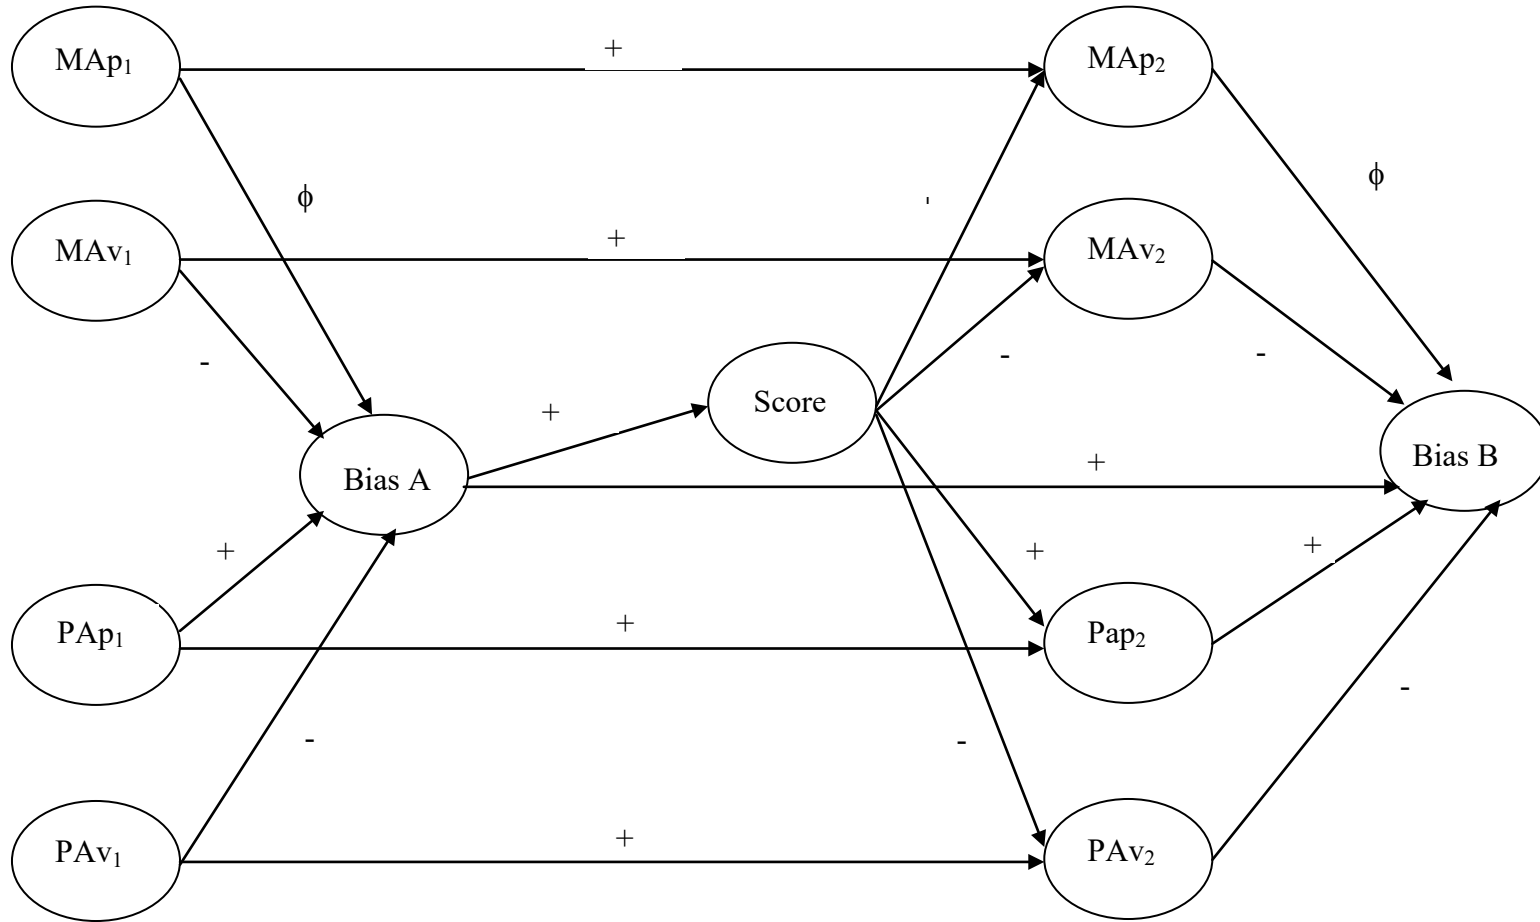 MAp₁
+
MAp₂
ϕ
ϕ
MAv₁
+
MAv₂
-
-
-
Score
+
Bias A
+
Bias B
+
+
+
PAp₁
+
Pap₂
-
-
-
PAv₁
+
PAv₂